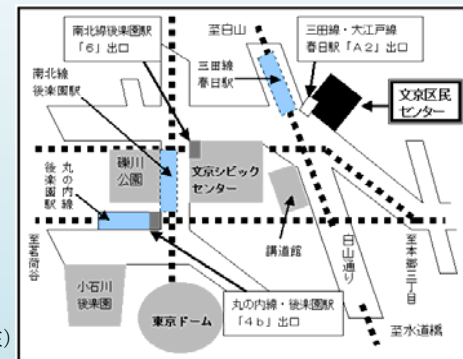 南北線後楽園駅
「6」出口
至白山
三田線・大江戸線
春日駅「A2」出口
三田線
春日駅
文京区民
センター
南北線
後楽園駅
礫川
公園
文京シビック
センター
丸の内線
後楽園駅
講道館
白山通り
至本郷三丁目
至茗荷谷
小石川
後楽園
東京ドーム
丸の内線・後楽園駅
「4b」出口
至水道橋
)